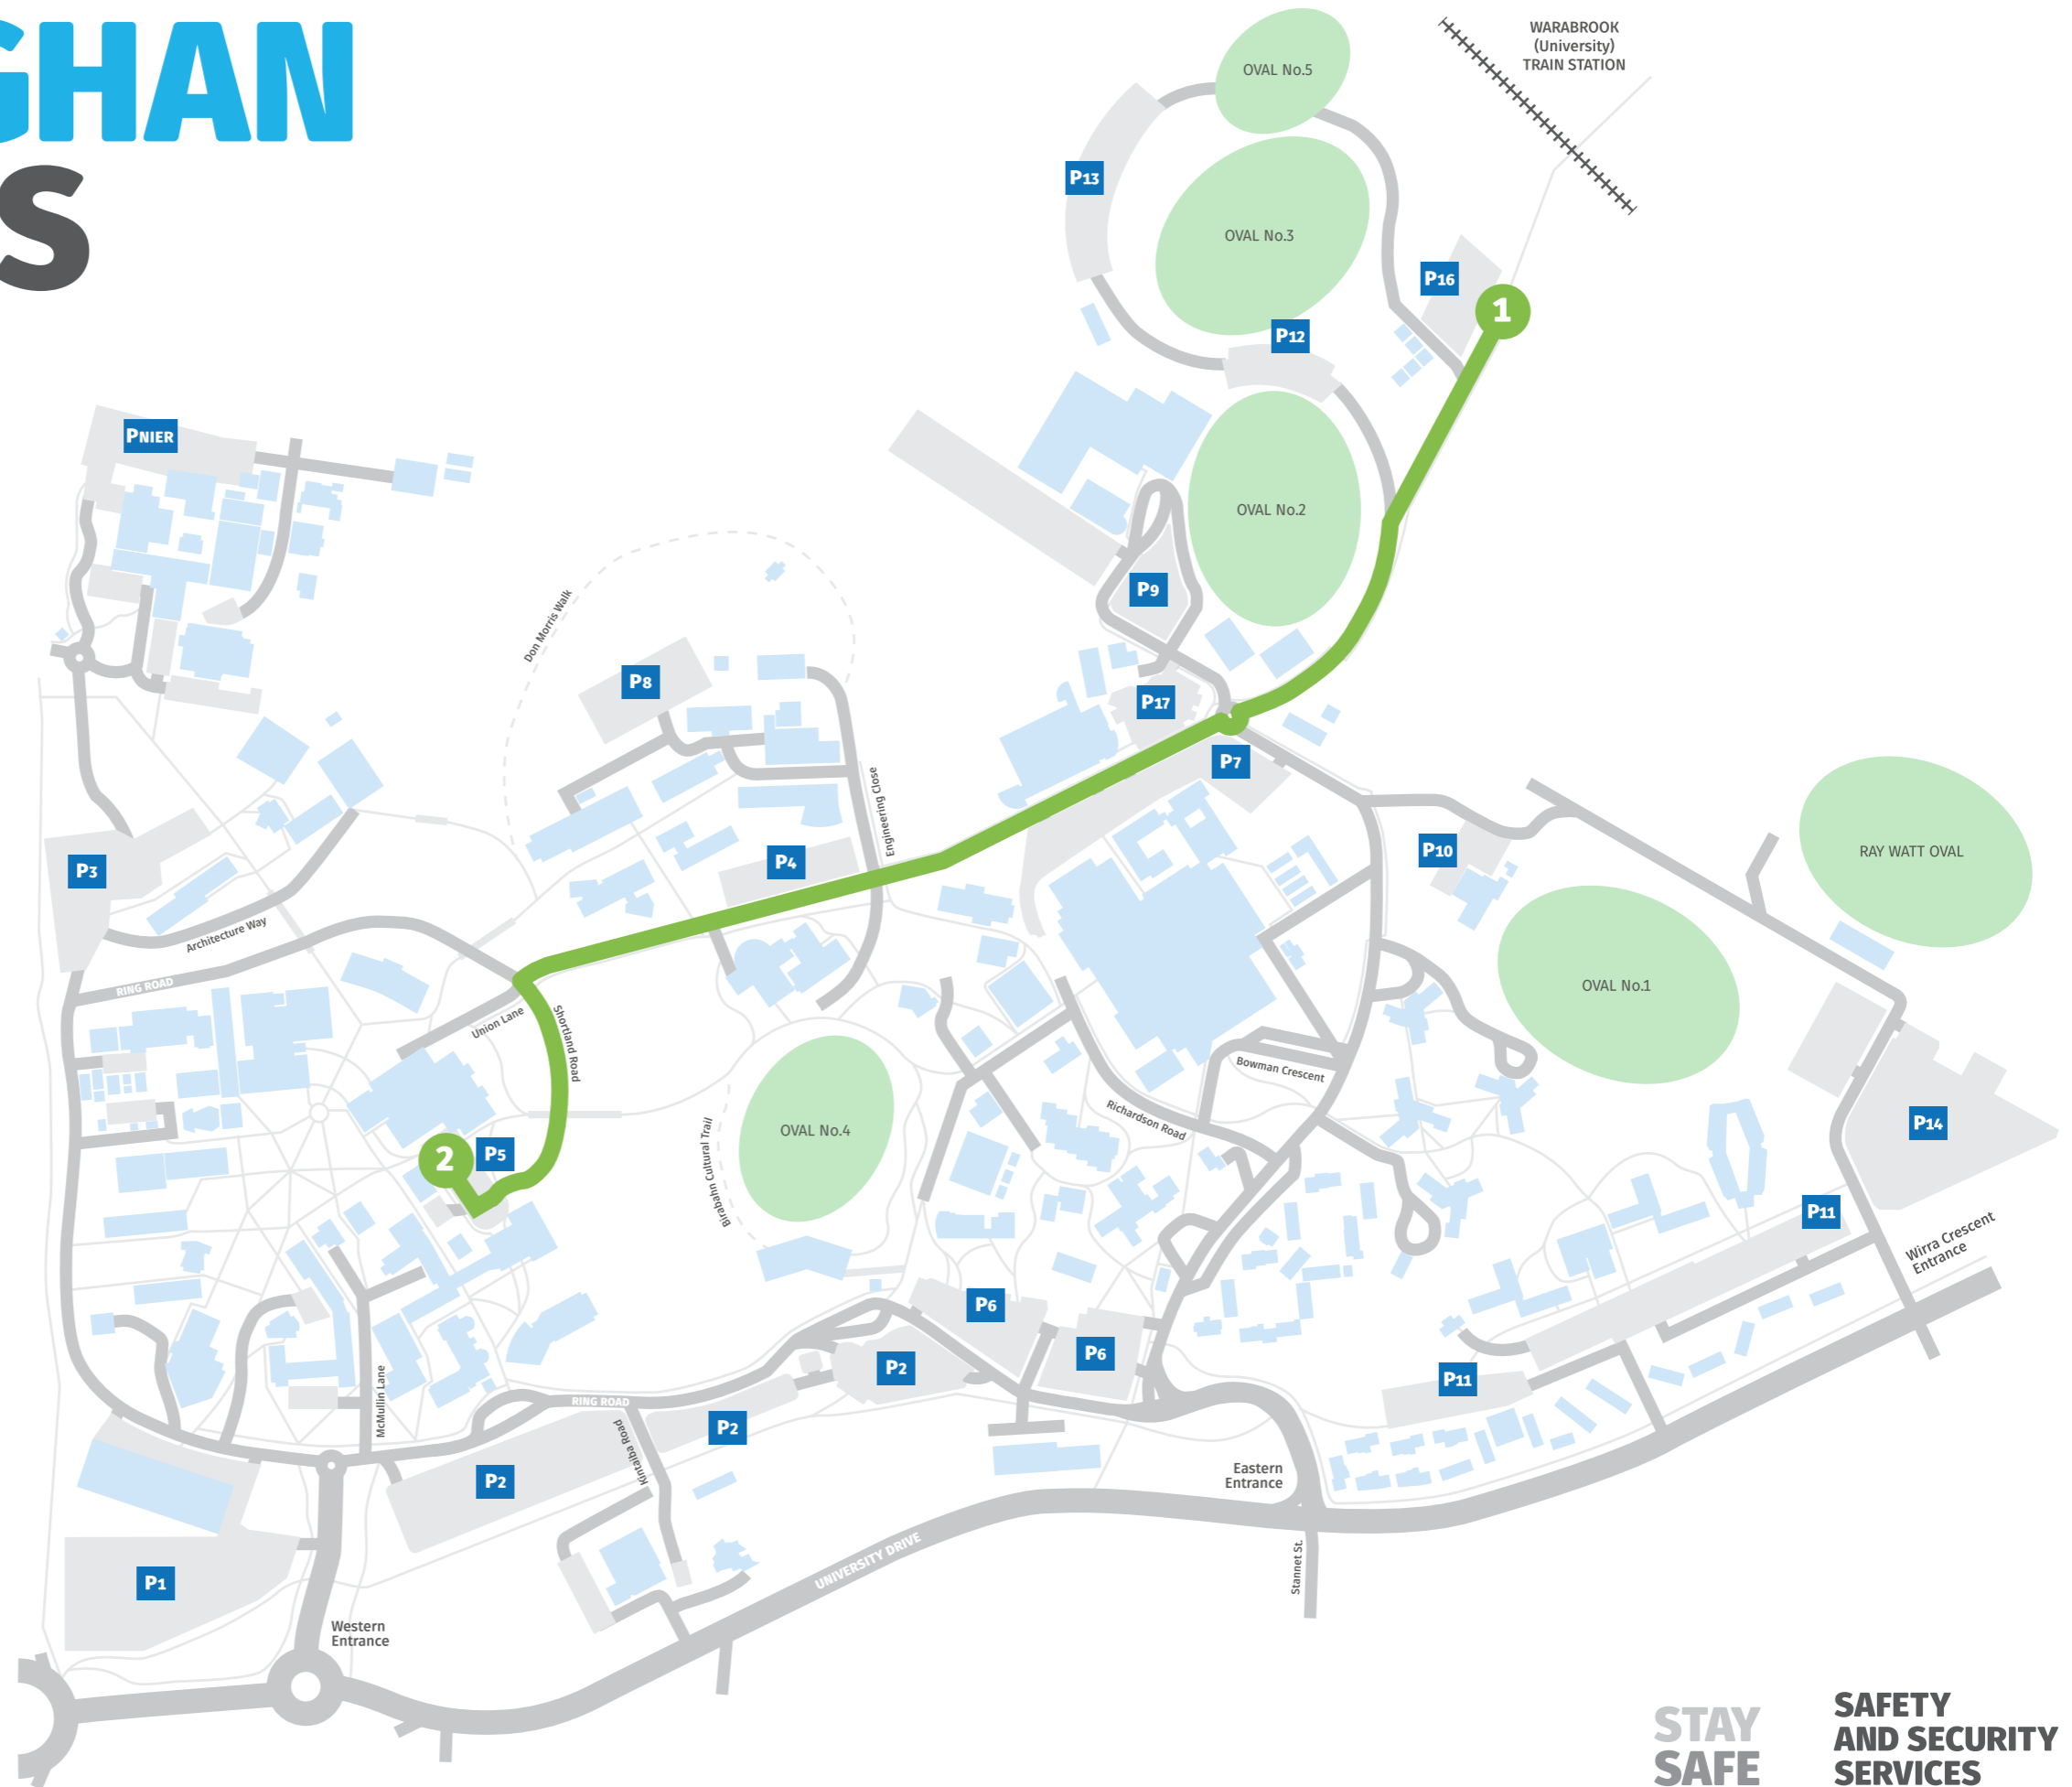 GHAN
S
WARABROOK
(University)
TRAIN STATION
OVAL No.5
P13
OVAL No.3
P16
1
P12
PNIER
OVAL No.2
P9
Don Morris Walk
P8
P17
P7
Engineering Close
P4
P10
RAY WATT OVAL
P3
Architecture Way
RING ROAD
OVAL No.1
Union Lane
Shortland Road
Bowman Crescent
Richardson Road
OVAL No.4
P14
2
P5
Birabahn Cultural Trail
P11
Wirra Crescent
Entrance
P6
P6
P2
P11
McMullin Lane
RING ROAD
P2
Kintaiba Road
P2
Eastern
Entrance
UNIVERSITY DRIVE
Stannet St.
P1
Western
Entrance
STAY
SAFE
SAFETY
AND SECURITY
SERVICES